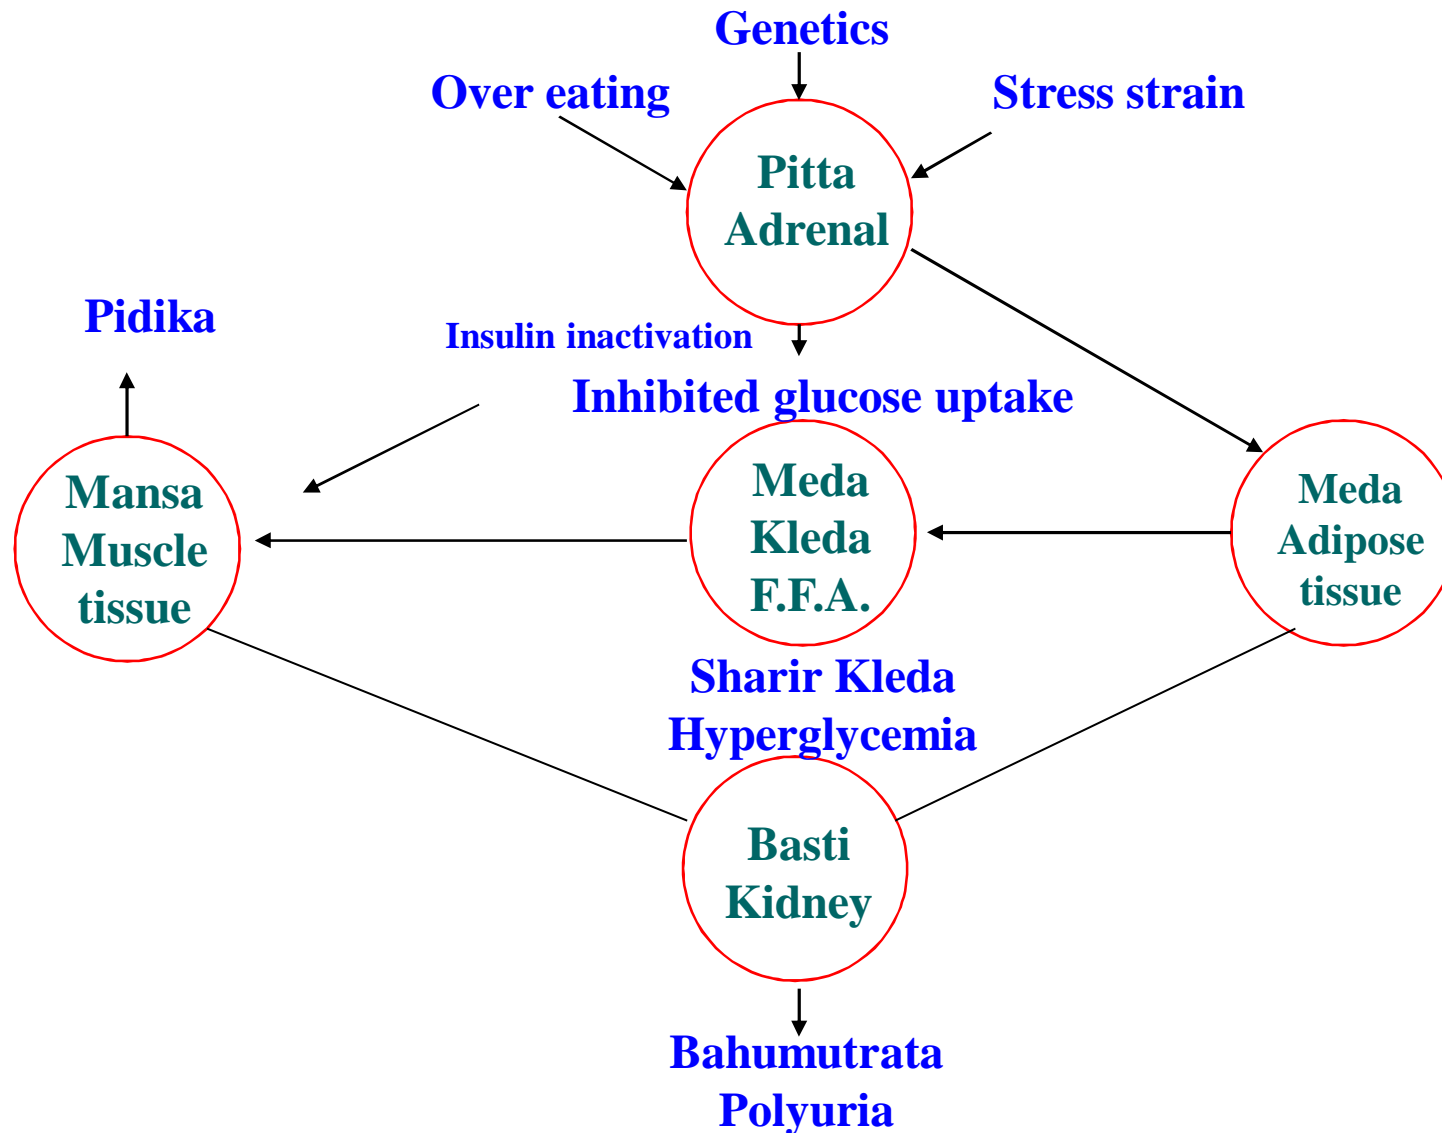 Genetics
Over eating
Stress strain
Pitta
Adrenal
Pidika
Insulin inactivation
Inhibited glucose uptake
Mansa
Muscle
tissue
Meda
Kleda
F.F.A.
Meda
Adipose
tissue
Sharir Kleda
Hyperglycemia
Basti
Kidney
Bahumutrata
Polyuria